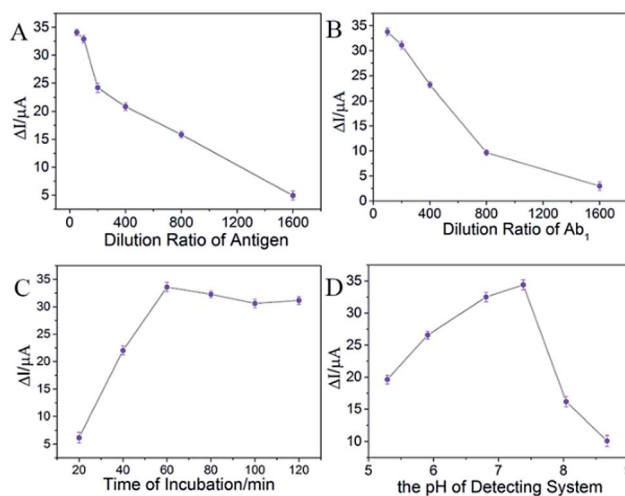 A
ΔI/μA
35
30
25
20
15
10
5
0 400 800 1200 1600
Dilution Ratio of Antigen
B
ΔI/μA
35
30
25
20
15
10
5
0
0 400 800 1200 1600
Dilution Ratio of Ab₁
C
ΔI/μA
35
30
25
20
15
10
5
20 40 60 80 100 120
Time of Incubation/min
D
ΔI/μA
35
30
25
20
15
10
5 6 7 8 9
the pH of Detecting System